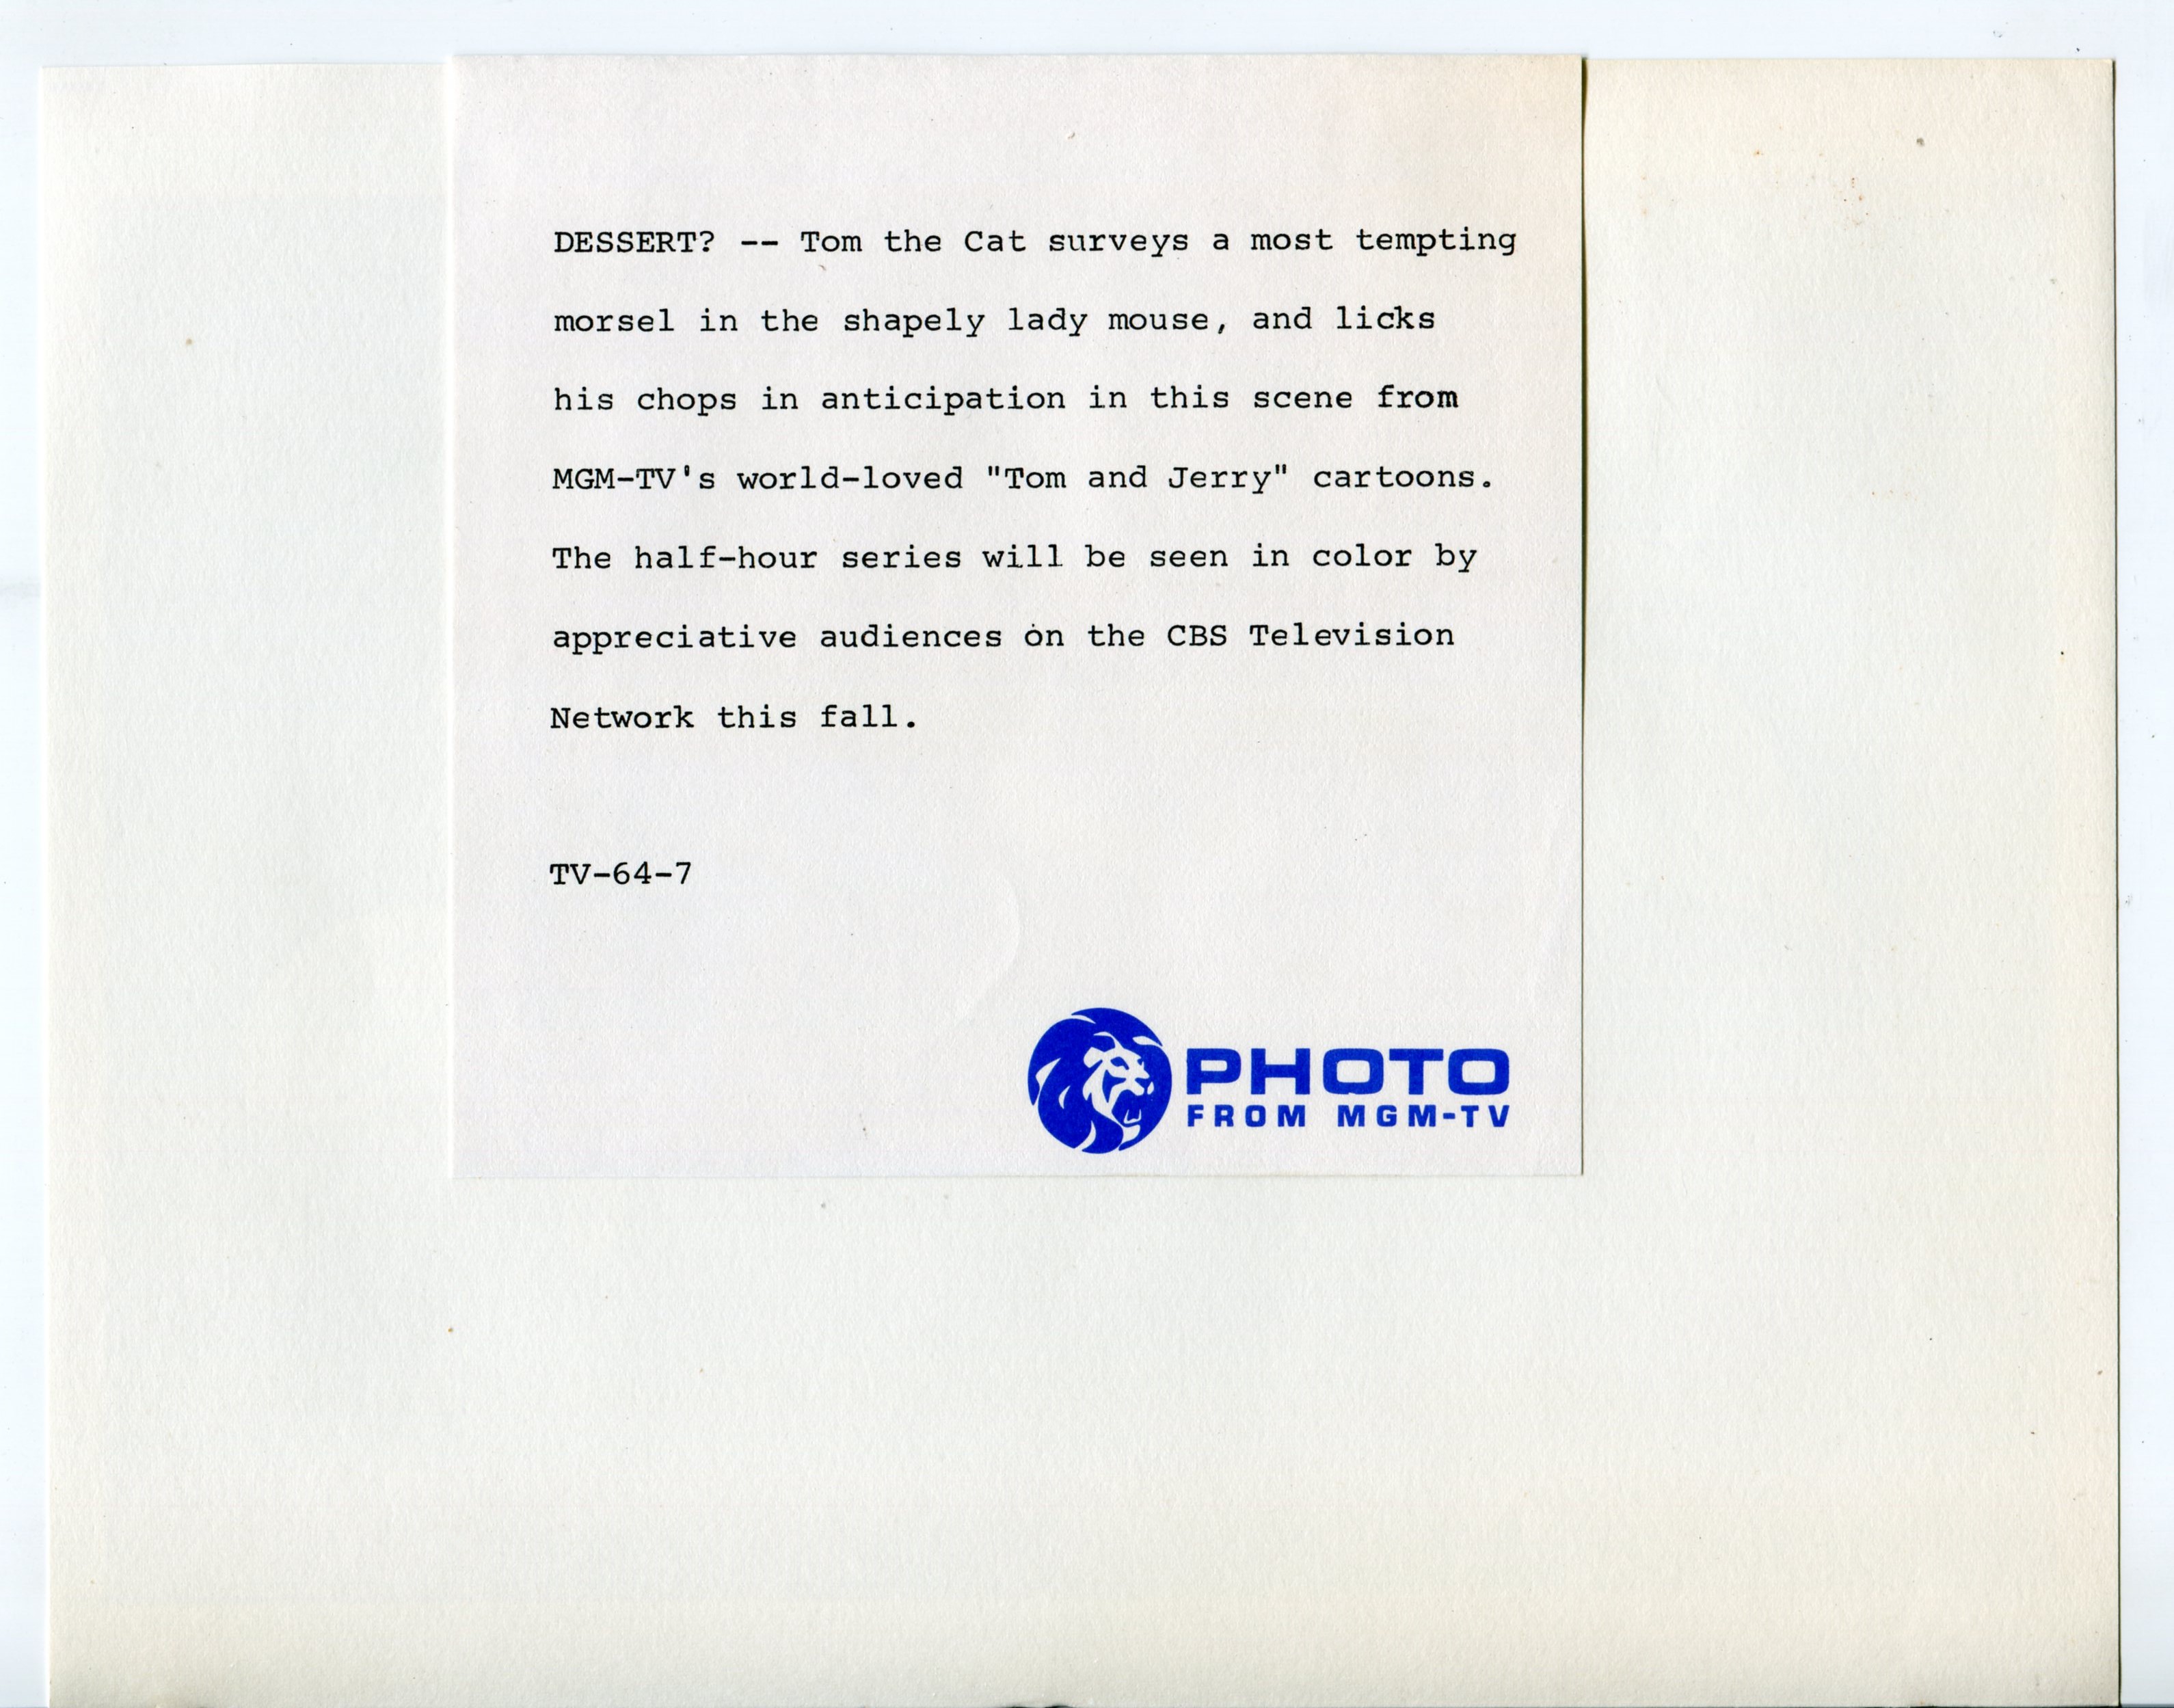 DESSERT? -- Tom the Cat surveys a most tempting
morsel in the shapely lady mouse, and licks
his chops in anticipation in this scene from
MGM-TV's world-loved "Tom and Jerry" cartoons.
The half-hour series will be seen in color by
appreciative audiences on the CBS Television
Network this fall.
TV-64-7
PHOTO
FROM MGM-TV